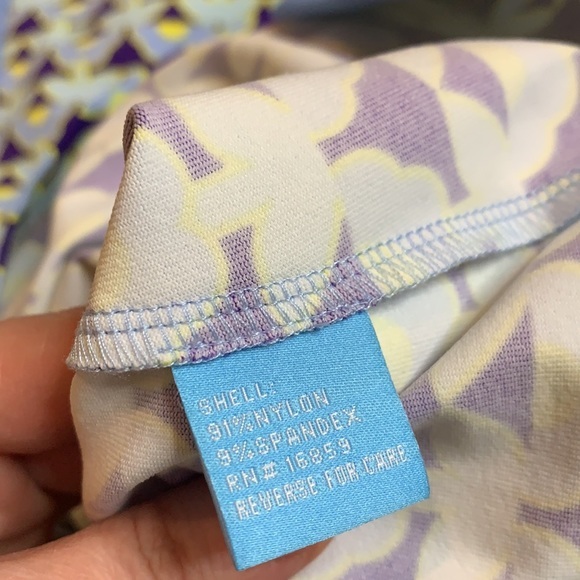 SHELL:
91%NYLON
9%SPANDEX
RN# 16859
REVERSE FOR CARE